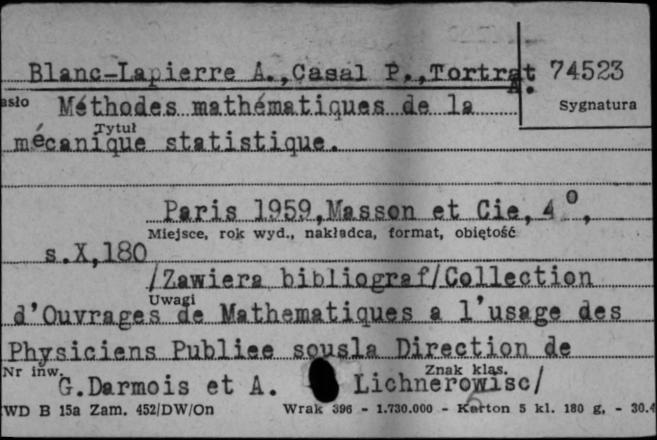 Blanc-Lapierre A.,Casal P.,Tortrat A. 74523
asło Méthodes mathématiques de la Sygnatura
Tytuł
mécanique statistique.
Paris 1959,Masson et Cie, 4°,
Miejsce, rok wyd., nakładca, format, obiętość
s.X,180
/Zawiera bibliograf/Collection
Uwagi
d'Ouvrages de Mathematiques a l'usage des
Physiciens Publiee sousla Direction de
Nr inw. Znak klas.
G.Darmois et A. Lichnerowisc/
WD B 15a Zam. 452/DW/On Wrak 396 - 1.730.000 - Karton 5 kl. 180 g, - 30.4